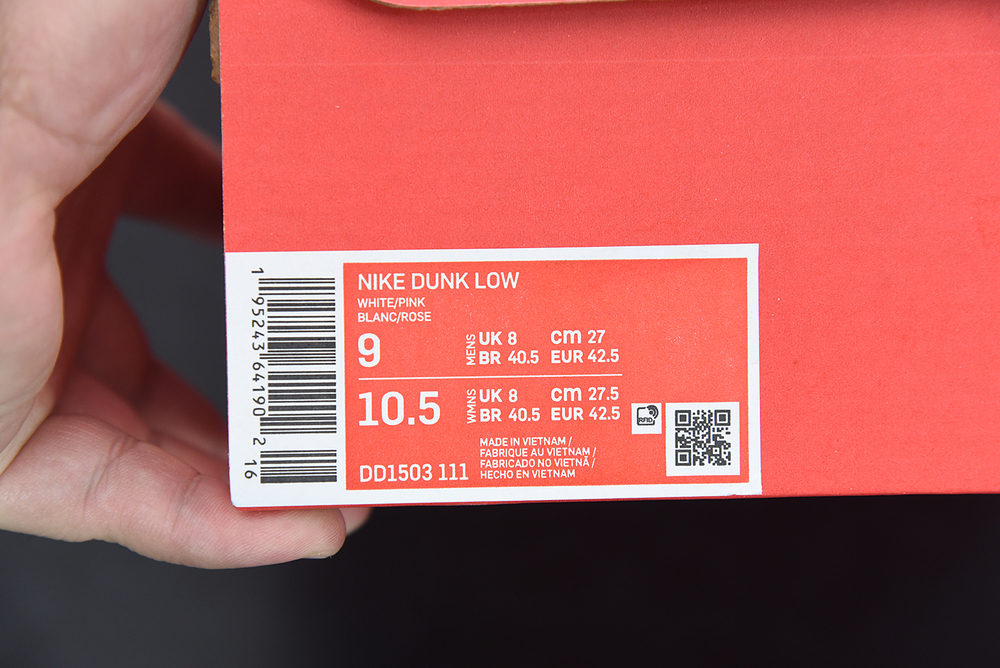 NIKE DUNK LOW
WHITE/PINK
BLANC/ROSE
9
MENS
UK 8 cm 27
BR 40.5 EUR 42.5
10.5
WMNS
UK 8 cm 27.5
BR 40.5 EUR 42.5
RFID
MADE IN VIETNAM /
FABRIQUE AU VIETNAM /
FABRICADO NO VIETNÃ /
HECHO EN VIETNAM
DD1503 111
1 95243 64190 2 16